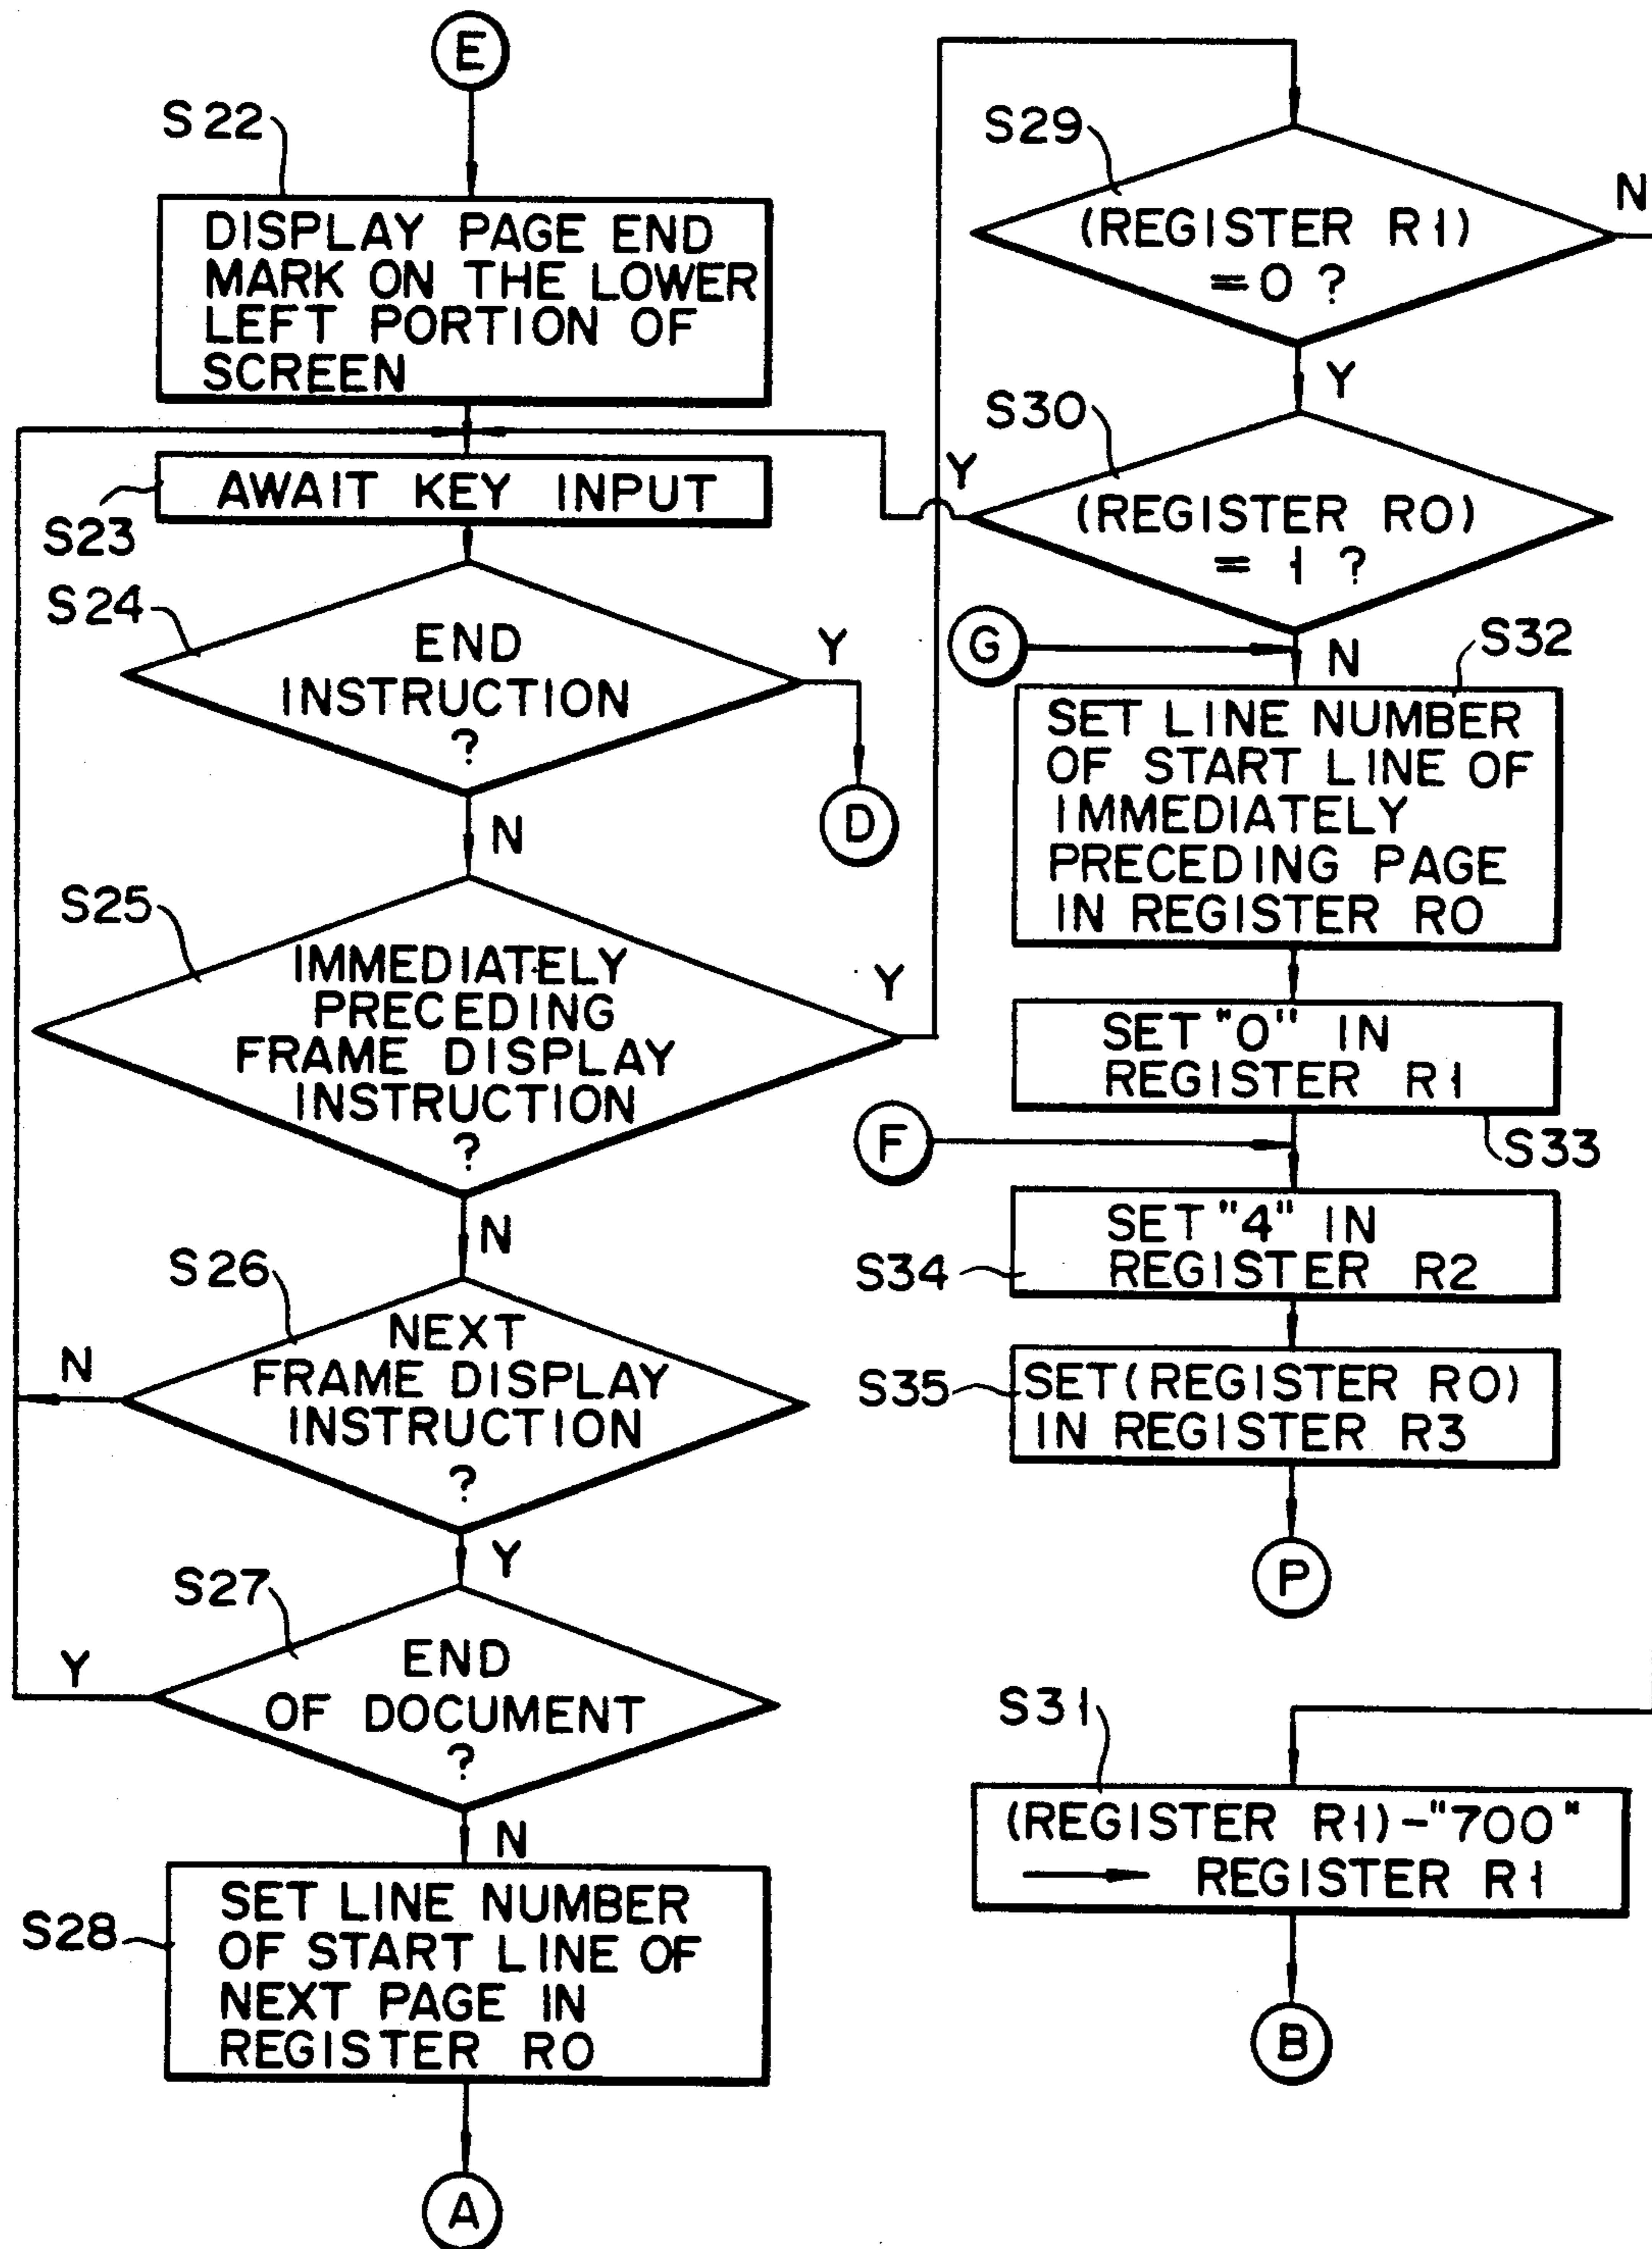 E
S22
DISPLAY PAGE END
MARK ON THE LOWER
LEFT PORTION OF
SCREEN
AWAIT KEY INPUT
S23
S24
END
INSTRUCTION
?
Y
D
N
S25
IMMEDIATELY
PRECEDING
FRAME DISPLAY
INSTRUCTION
?
Y
N
S26
NEXT
FRAME DISPLAY
INSTRUCTION
?
N
Y
S27
END
OF DOCUMENT
?
Y
N
S28
SET LINE NUMBER
OF START LINE OF
NEXT PAGE IN
REGISTER R0
A
S29
(REGISTER R1)
=0 ?
N
Y
S30
(REGISTER R0)
= 1 ?
Y
G
N
S32
SET LINE NUMBER
OF START LINE OF
IMMEDIATELY
PRECEDING PAGE
IN REGISTER R0
SET "0" IN
REGISTER R1
S33
F
SET "4" IN
REGISTER R2
S34
S35
SET (REGISTER R0)
IN REGISTER R3
P
S31
(REGISTER R1)-"700"
→ REGISTER R1
B